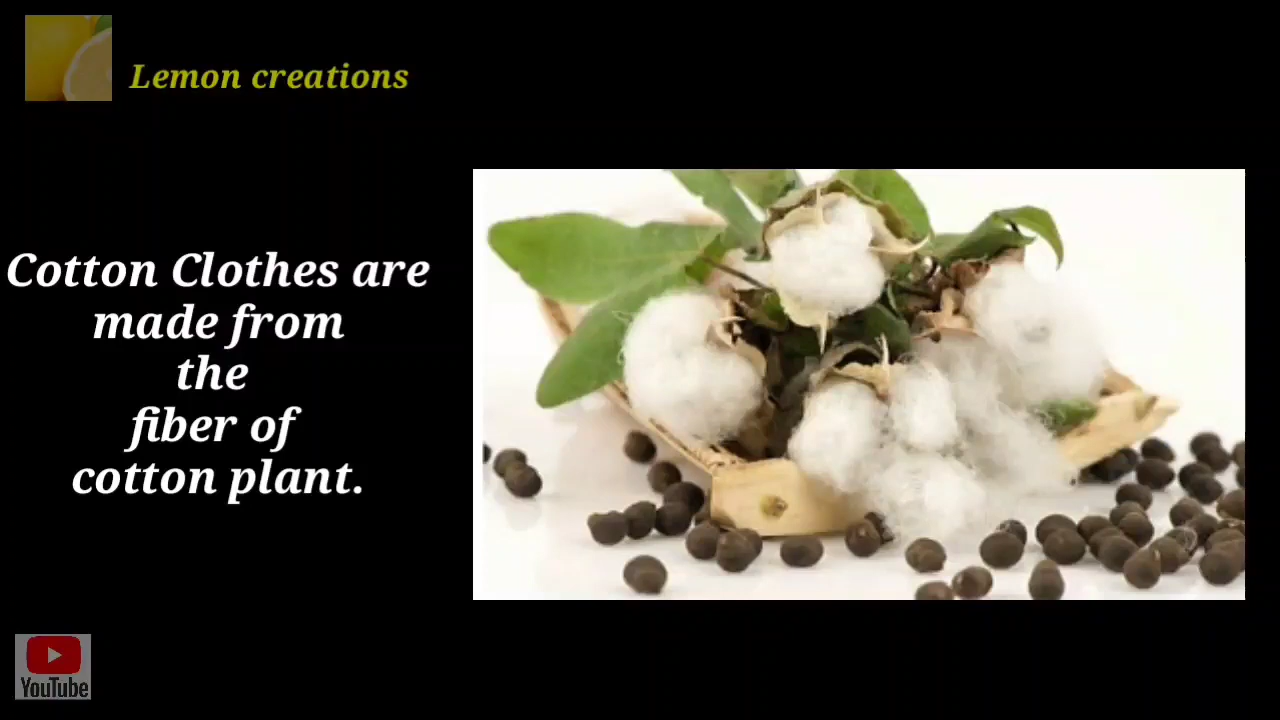 Lemon creations
Cotton Clothes are
made from
the
fiber of
cotton plant.
YouTube